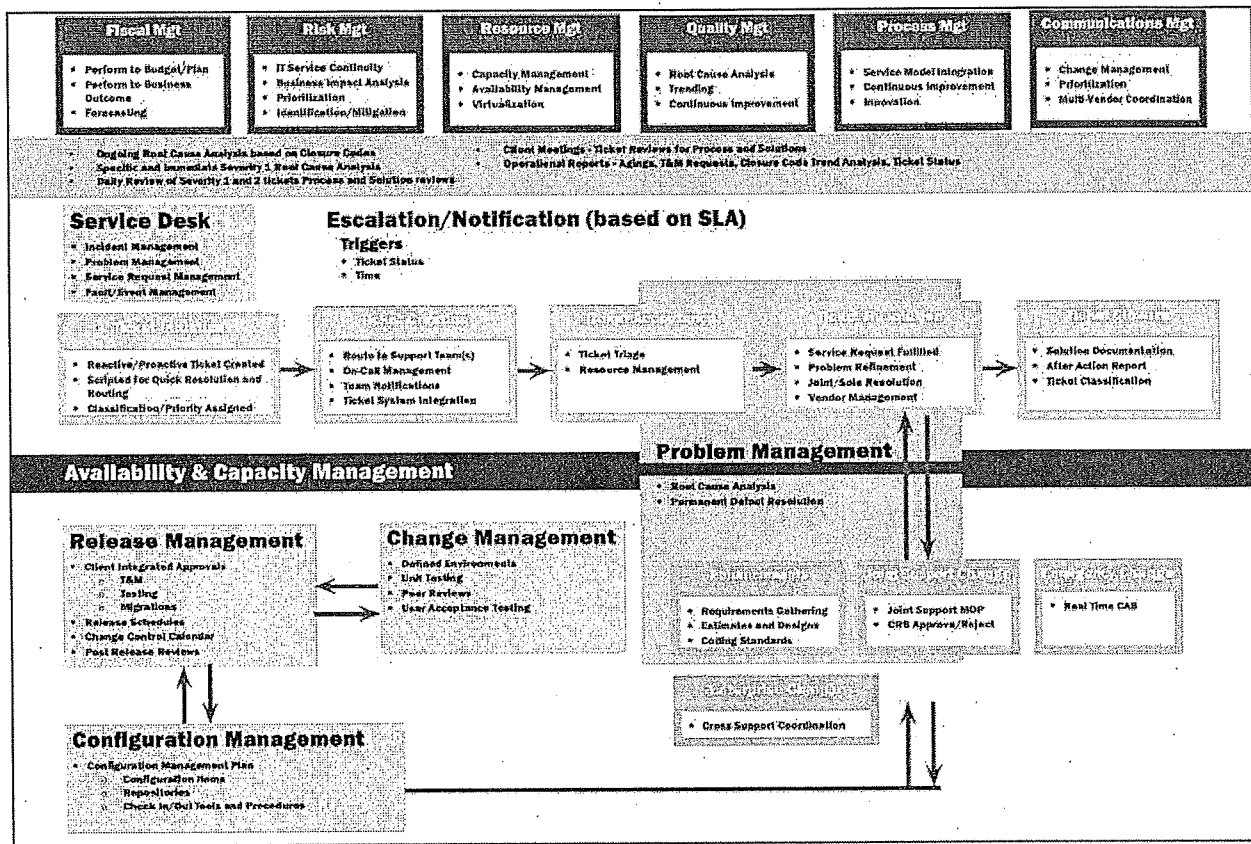 Fiscal Mgt
Perform to Budget/Plan
Perform to Business
Outcome
Forecasting
Risk Mgt
IT Service Continuity
Business Impact Analysis
Prioritization
Identification/Mitigation
Resource Mgt
Capacity Management
Availability Management
Virtualization
Quality Mgt
Root Cause Analysis
Trending
Continuous Improvement
Process Mgt
Service Model Integration
Continuous Improvement
Innovation
Communications Mgt
Change Management
Prioritization
Multi-Vendor Coordination
Ongoing Root Cause Analysis based on Closure Codes
Specific and Immediate Severity 1 Root Cause Analysis
Daily Review of Severity 1 and 2 tickets Process and Solution reviews
Client Meetings - Ticket Reviews for Process and Solutions
Operational Reports - Agings, T&M Requests, Closure Code Trend Analysis, Ticket Status
Service Desk
Incident Management
Problem Management
Service Request Management
Fault/Event Management
Escalation/Notification (based on SLA)
Triggers
Ticket Status
Time
Reactive/Proactive Ticket Created
Scripted for Quick Resolution and
Routing
Classification/Priority Assigned
Route to Support Team(s)
On-Call Management
Team Notifications
Ticket System Integration
Ticket Triage
Resource Management
Service Request Fulfilled
Problem Refinement
Joint/Sole Resolution
Vendor Management
Solution Documentation
After Action Report
Ticket Classification
Availability & Capacity Management
Problem Management
Root Cause Analysis
Permanent Defect Resolution
Release Management
Client Integrated Approvals
T&M
Testing
Migrations
Release Schedules
Change Control Calendar
Post Release Reviews
Change Management
Defined Environments
Unit Testing
Peer Reviews
User Acceptance Testing
Requirements Gathering
Estimates and Designs
Coding Standards
Joint Support MOP
CRB Approve/Reject
Real Time CAB
Cross Support Coordination
Configuration Management
Configuration Management Plan
Configuration Items
Repositories
Check In/Out Tools and Procedures